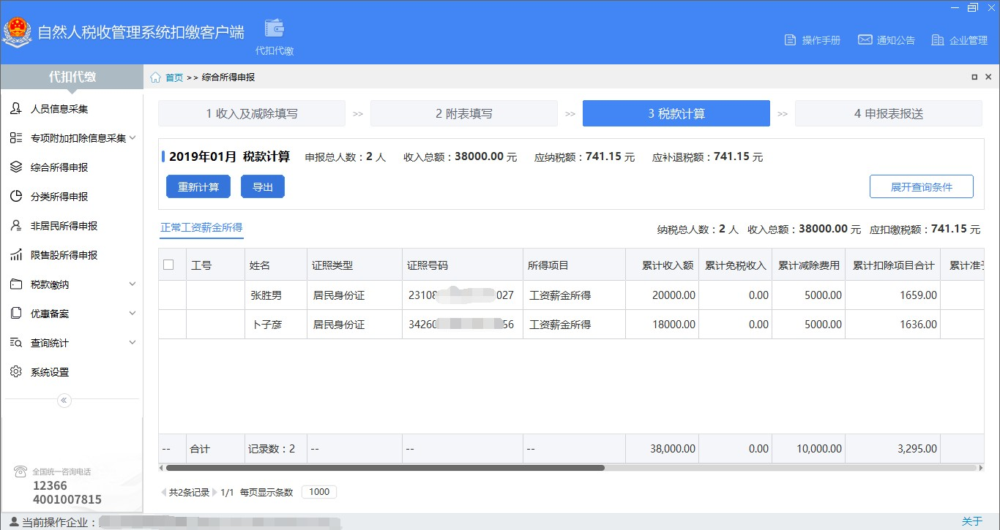 自然人税收管理系统扣缴客户端
代扣代缴
操作手册 通知公告 企业管理
代扣代缴
首页 >> 综合所得申报
人员信息采集
专项附加扣除信息采集
综合所得申报
分类所得申报
非居民所得申报
限售股所得申报
税款缴纳
优惠备案
查询统计
系统设置
«
全国统一咨询电话
12366
4001007815
1 收入及减除填写 >> 2 附表填写 >> 3 税款计算 >> 4 申报表报送
2019年01月 税款计算 申报总人数：2 人 收入总额：38000.00 元 应纳税额：741.15 元 应补退税额：741.15 元
重新计算 导出 展开查询条件
正常工资薪金所得 纳税总人数：2 人 收入总额：38000.00 元 应扣缴税额：741.15 元
工号 姓名 证照类型 证照号码 所得项目 累计收入额 累计免税收入 累计减除费用 累计扣除项目合计 累计准
张胜男 居民身份证 23108 027 工资薪金所得 20000.00 0.00 5000.00 1659.00
卜子彦 居民身份证 34260 56 工资薪金所得 18000.00 0.00 5000.00 1636.00
-- 合计 记录数：2 -- -- -- 38,000.00 0.00 10,000.00 3,295.00
共2条记录 1/1 每页显示条数 1000
当前操作企业： 关于